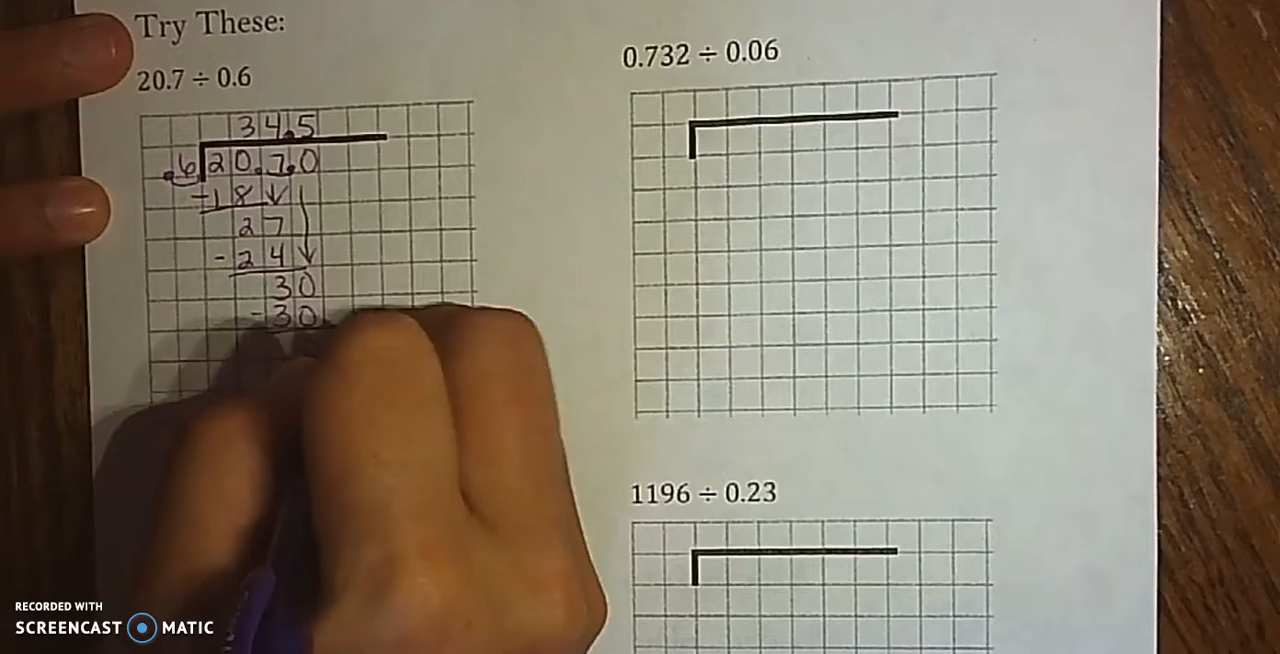 Try These:
20.7 ÷ 0.6
34.5
.6 20.7.0
-18
27
-24
30
-30
0.732 ÷ 0.06
1196 ÷ 0.23
RECORDED WITH
SCREENCAST MATIC